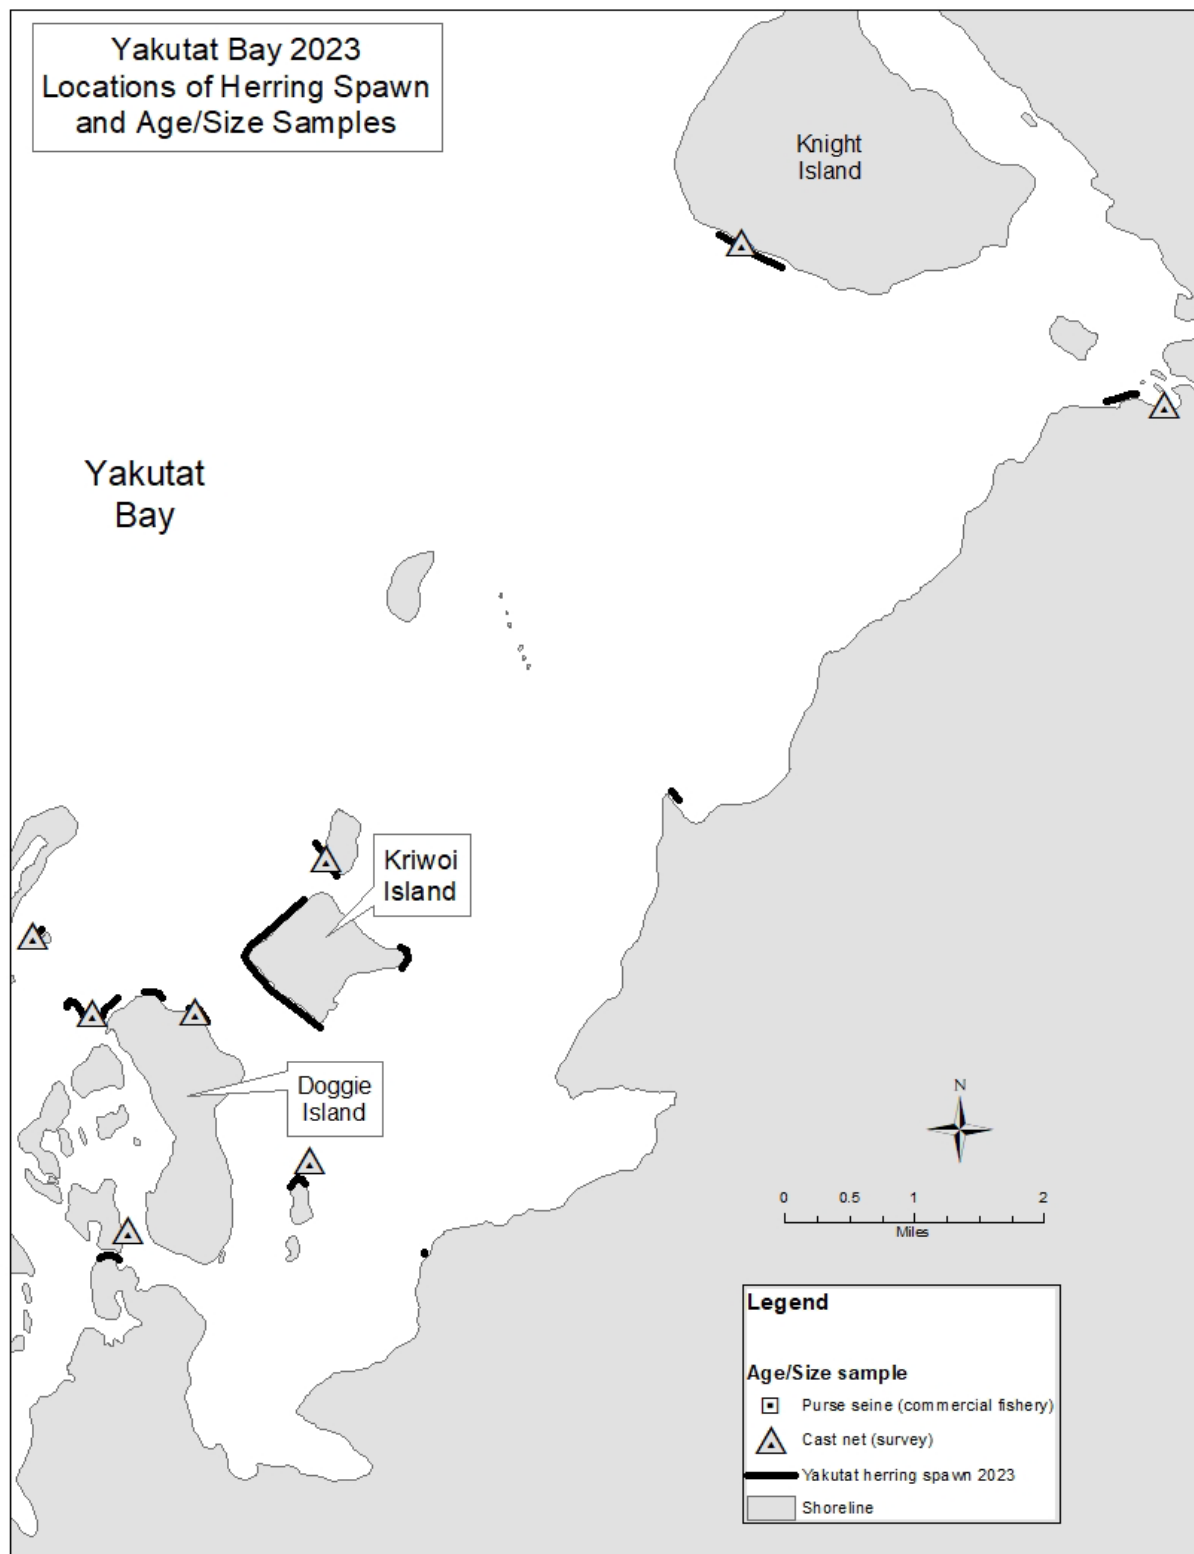 Yakutat Bay 2023
Locations of Herring Spawn
and Age/Size Samples
Knight
Island
Yakutat
Bay
Kriwoi
Island
Doggie
Island
N
0 0.5 1 2
Miles
Legend
Age/Size sample
Purse seine (commercial fishery)
Cast net (survey)
Yakutat herring spawn 2023
Shoreline